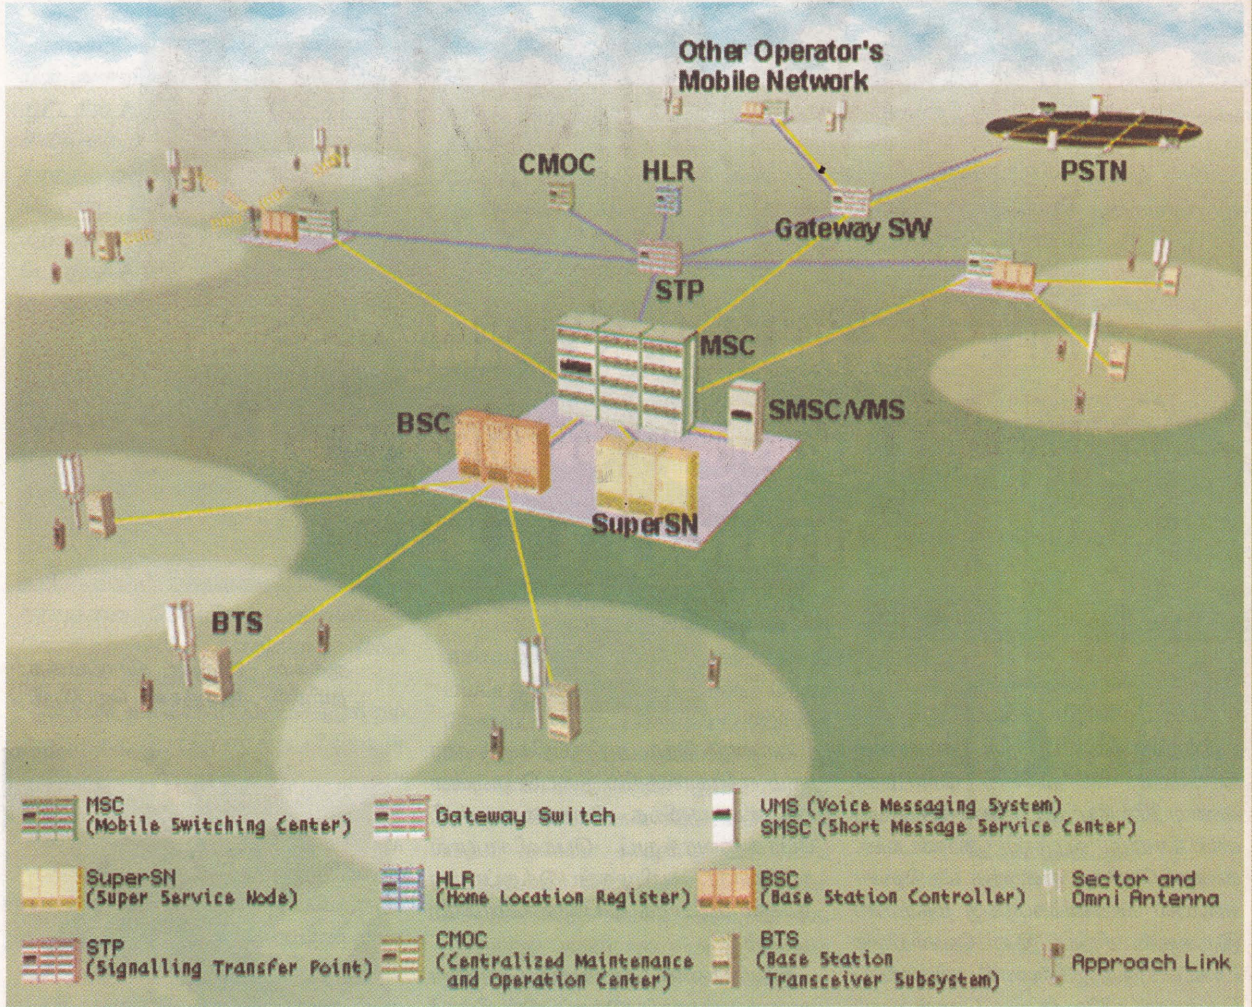 Other Operator's
Mobile Network
CMOC
HLR
PSTN
Gateway SW
STP
MSC
SMSC/VMS
BSC
SuperSN
BTS
MSC
(Mobile Switching Center)
Gateway Switch
VMS (Voice Messaging System)
SMSC (Short Message Service Center)
SuperSN
(Super Service Node)
HLR
(Home Location Register)
BSC
(Base Station Controller)
Sector and
Omni Antenna
STP
(Signalling Transfer Point)
CMOC
(Centralized Maintenance
and Operation Center)
BTS
(Base Station
Transceiver Subsystem)
Approach Link